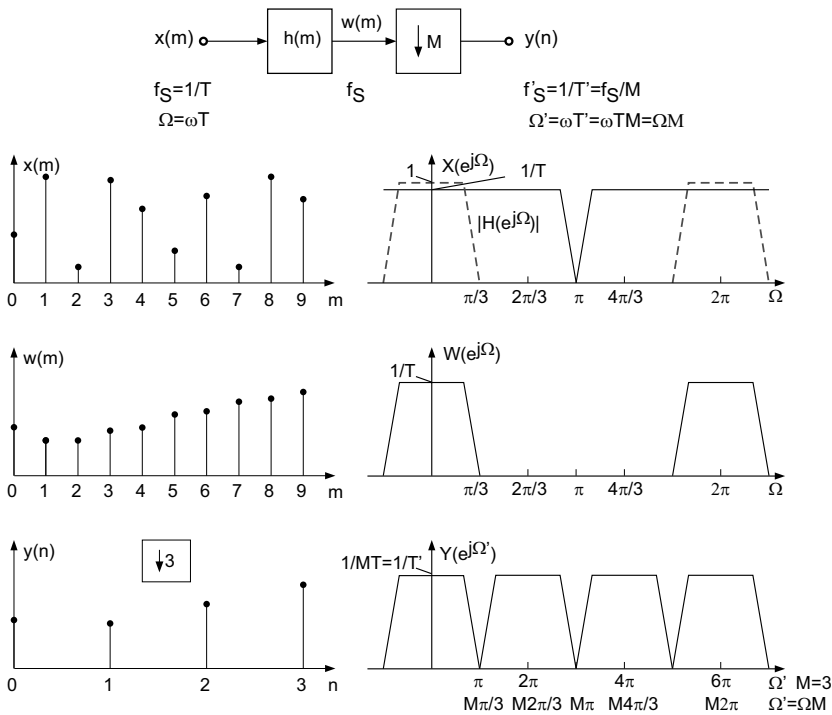 x(m) h(m) w(m) ↓ M y(n)
f_S=1/T f_S f'_S=1/T'=f_S/M
Ω=ωT Ω'=ωT'=ωTM=ΩM
x(m) 1 X(e^jΩ) 1/T
|H(e^jΩ)|
0 1 2 3 4 5 6 7 8 9 m
π/3 2π/3 π 4π/3 2π Ω
w(m) W(e^jΩ)
1/T
0 1 2 3 4 5 6 7 8 9 m
π/3 2π/3 π 4π/3 2π Ω
y(n) ↓3 1/MT=1/T' Y(e^jΩ')
0 1 2 3 n
π 2π 4π 6π Ω' M=3
Mπ/3 M2π/3 Mπ M4π/3 M2π Ω'=ΩM